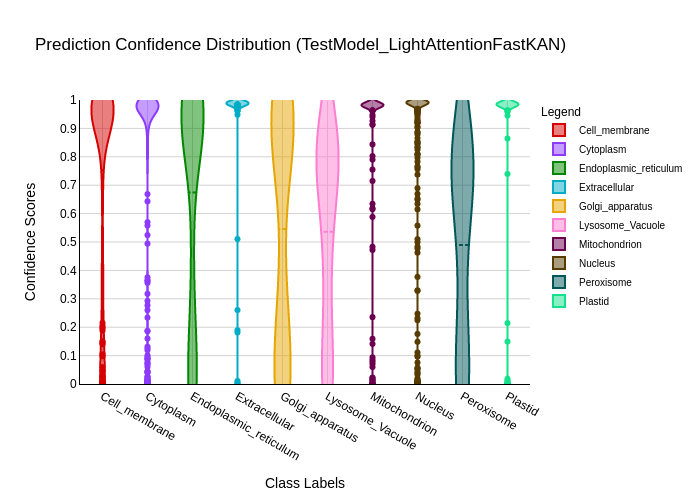 Prediction Confidence Distribution (TestModel_LightAttentionFastKAN)
Legend
Cell_membrane
Cytoplasm
Endoplasmic_reticulum
Extracellular
Golgi_apparatus
Lysosome_Vacuole
Mitochondrion
Nucleus
Peroxisome
Plastid
Confidence Scores
1
0.9
0.8
0.7
0.6
0.5
0.4
0.3
0.2
0.1
0
Cell_membrane
Cytoplasm
Endoplasmic_reticulum
Extracellular
Golgi_apparatus
Lysosome_Vacuole
Mitochondrion
Nucleus
Peroxisome
Plastid
Class Labels